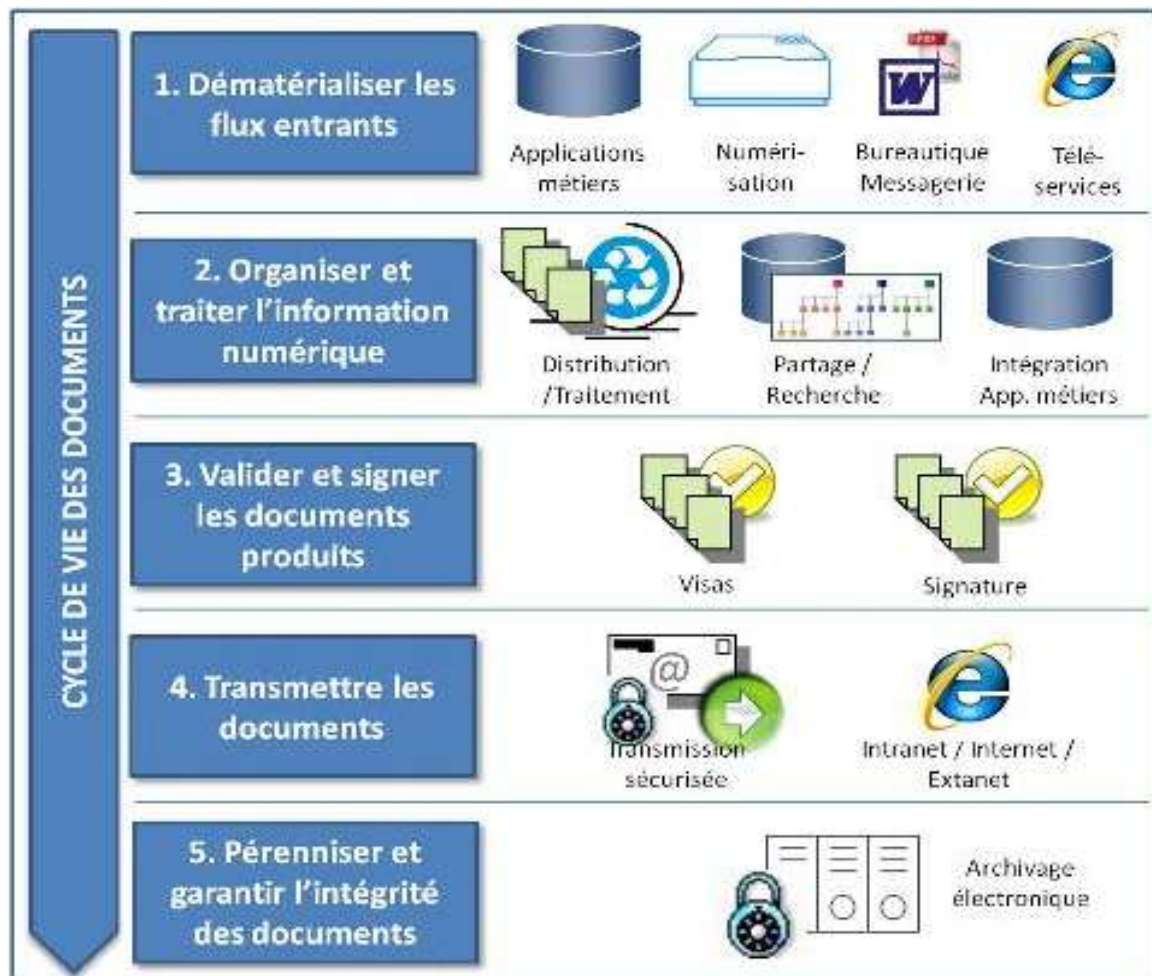 CYCLE DE VIE DES DOCUMENTS
1. Dématérialiser les
flux entrants
Applications
métiers
Numéri-
sation
PDF
W
Bureautique
Messagerie
Télé-
services
2. Organiser et
traiter l'information
numérique
Distribution
/Traitement
Partage /
Recherche
Intégration
App. métiers
3. Valider et signer
les documents
produits
Visas
Signature
4. Transmettre les
documents
@
Transmission
sécurisée
Intranet / Internet /
Extanet
5. Pérenniser et
garantir l'intégrité
des documents
Archivage
électronique